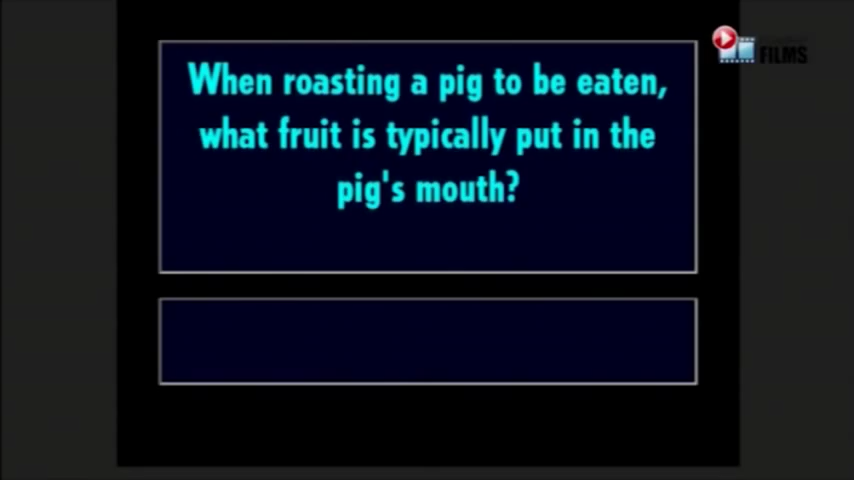 When roasting a pig to be eaten,
what fruit is typically put in the
pig's mouth?
FILMS